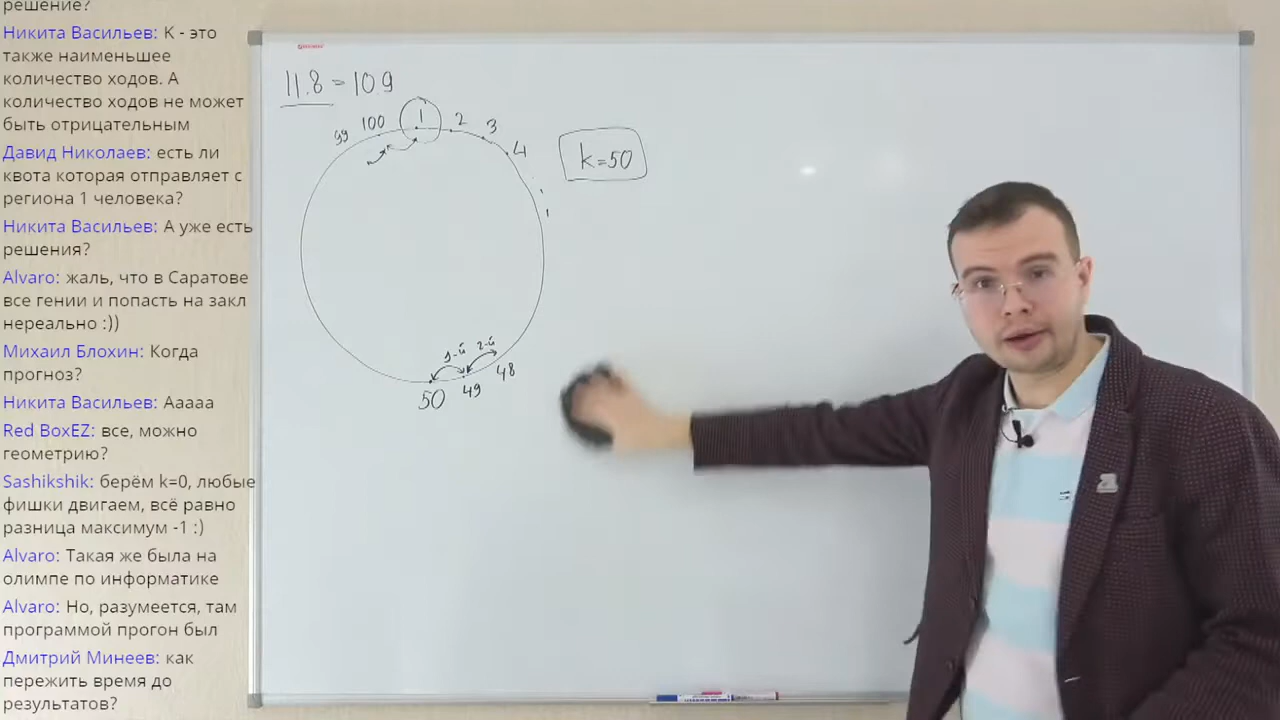 решение?
Никита Васильев: К - это
также наименьшее
количество ходов. А
количество ходов не может
быть отрицательным
Давид Николаев: есть ли
квота которая отправляет с
региона 1 человека?
Никита Васильев: А уже есть
решения?
Alvaro: жаль, что в Саратове
все гении и попасть на закл
нереально :))
Михаил Блохин: Когда
прогноз?
Никита Васильев: Ааааа
Red BoxEZ: все, можно
геометрию?
Sashikshik: берём k=0, любые
фишки двигаем, всё равно
разница максимум -1 :)
Alvaro: Такая же была на
олимпе по информатике
Alvaro: Но, разумеется, там
программой прогон был
Дмитрий Минеев: как
пережить время до
результатов?
11.8 = 10.9
99 100 1 2 3 4
k=50
1-й 2-й
50 49 48